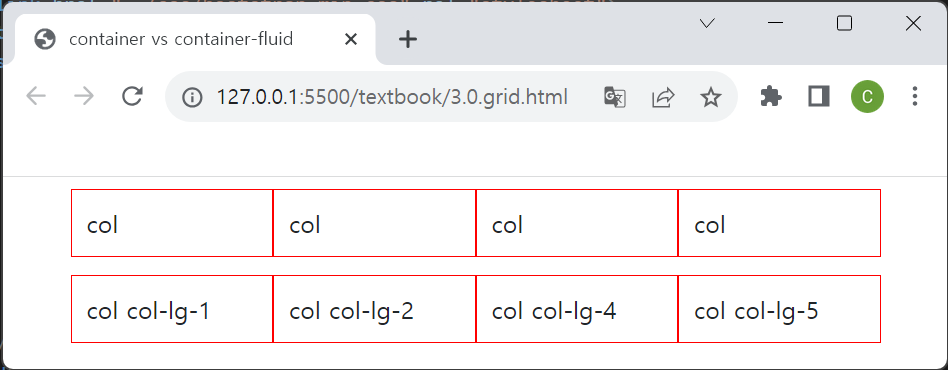 container vs container-fluid
127.0.0.1:5500/textbook/3.0.grid.html
C
col col col col
col col-lg-1 col col-lg-2 col col-lg-4 col col-lg-5